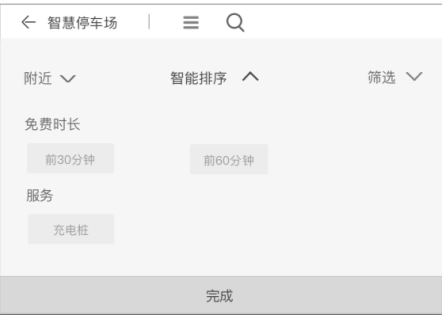 智慧停车场
附近 智能排序 筛选
免费时长
前30分钟 前60分钟
服务
充电桩
完成